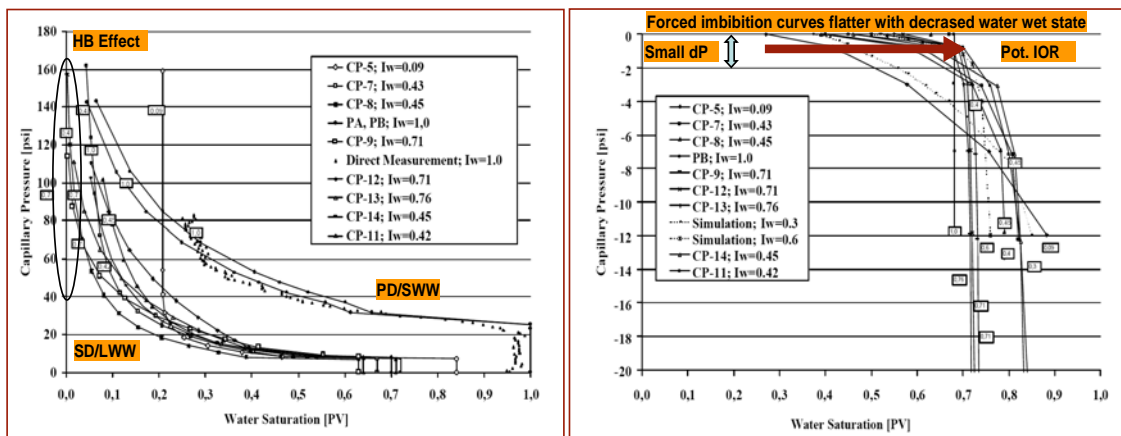 HB Effect
180
160
140
120
100
80
60
40
20
0
Capillary Pressure [psi]
0,0 0,1 0,2 0,3 0,4 0,5 0,6 0,7 0,8 0,9 1,0
Water Saturation [PV]
CP-5; Iw=0.09
CP-7; Iw=0.43
CP-8; Iw=0.45
PA, PB; Iw=1,0
CP-9; Iw=0.71
Direct Measurement; Iw=1.0
CP-12; Iw=0.71
CP-13; Iw=0.76
CP-14; Iw=0.45
CP-11; Iw=0.42
PD/SWW
SD/LWW
Forced imbibition curves flatter with decrased water wet state
Small dP
Pot. IOR
0
-2
-4
-6
-8
-10
-12
-14
-16
-18
-20
Capillary Pressure [psi]
CP-5; Iw=0.09
CP-7; Iw=0.43
CP-8; Iw=0.45
PB; Iw=1.0
CP-9; Iw=0.71
CP-12; Iw=0.71
CP-13; Iw=0.76
Simulation; Iw=0.3
Simulation; Iw=0.6
CP-14; Iw=0.45
CP-11; Iw=0.42
0,0 0,1 0,2 0,3 0,4 0,5 0,6 0,7 0,8 0,9 1,0
Water Saturation [PV]